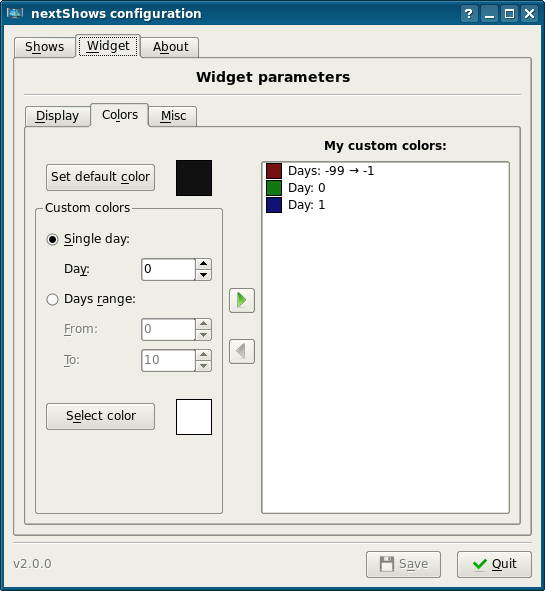 nextShows configuration
Shows
Widget
About
Widget parameters
Display
Colors
Misc
Set default color
My custom colors:
Days: -99 → -1
Day: 0
Day: 1
Custom colors
Single day:
Day:
0
Days range:
From:
0
To:
10
Select color
v2.0.0
Save
Quit